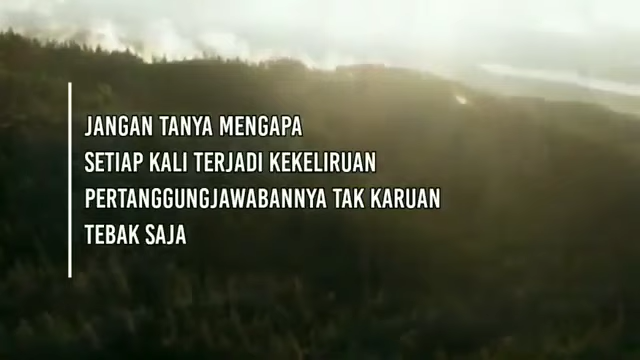 JANGAN TANYA MENGAPA
SETIAP KALI TERJADI KEKELIRUAN
PERTANGGUNGJAWABANNYA TAK KARUAN
TEBAK SAJA